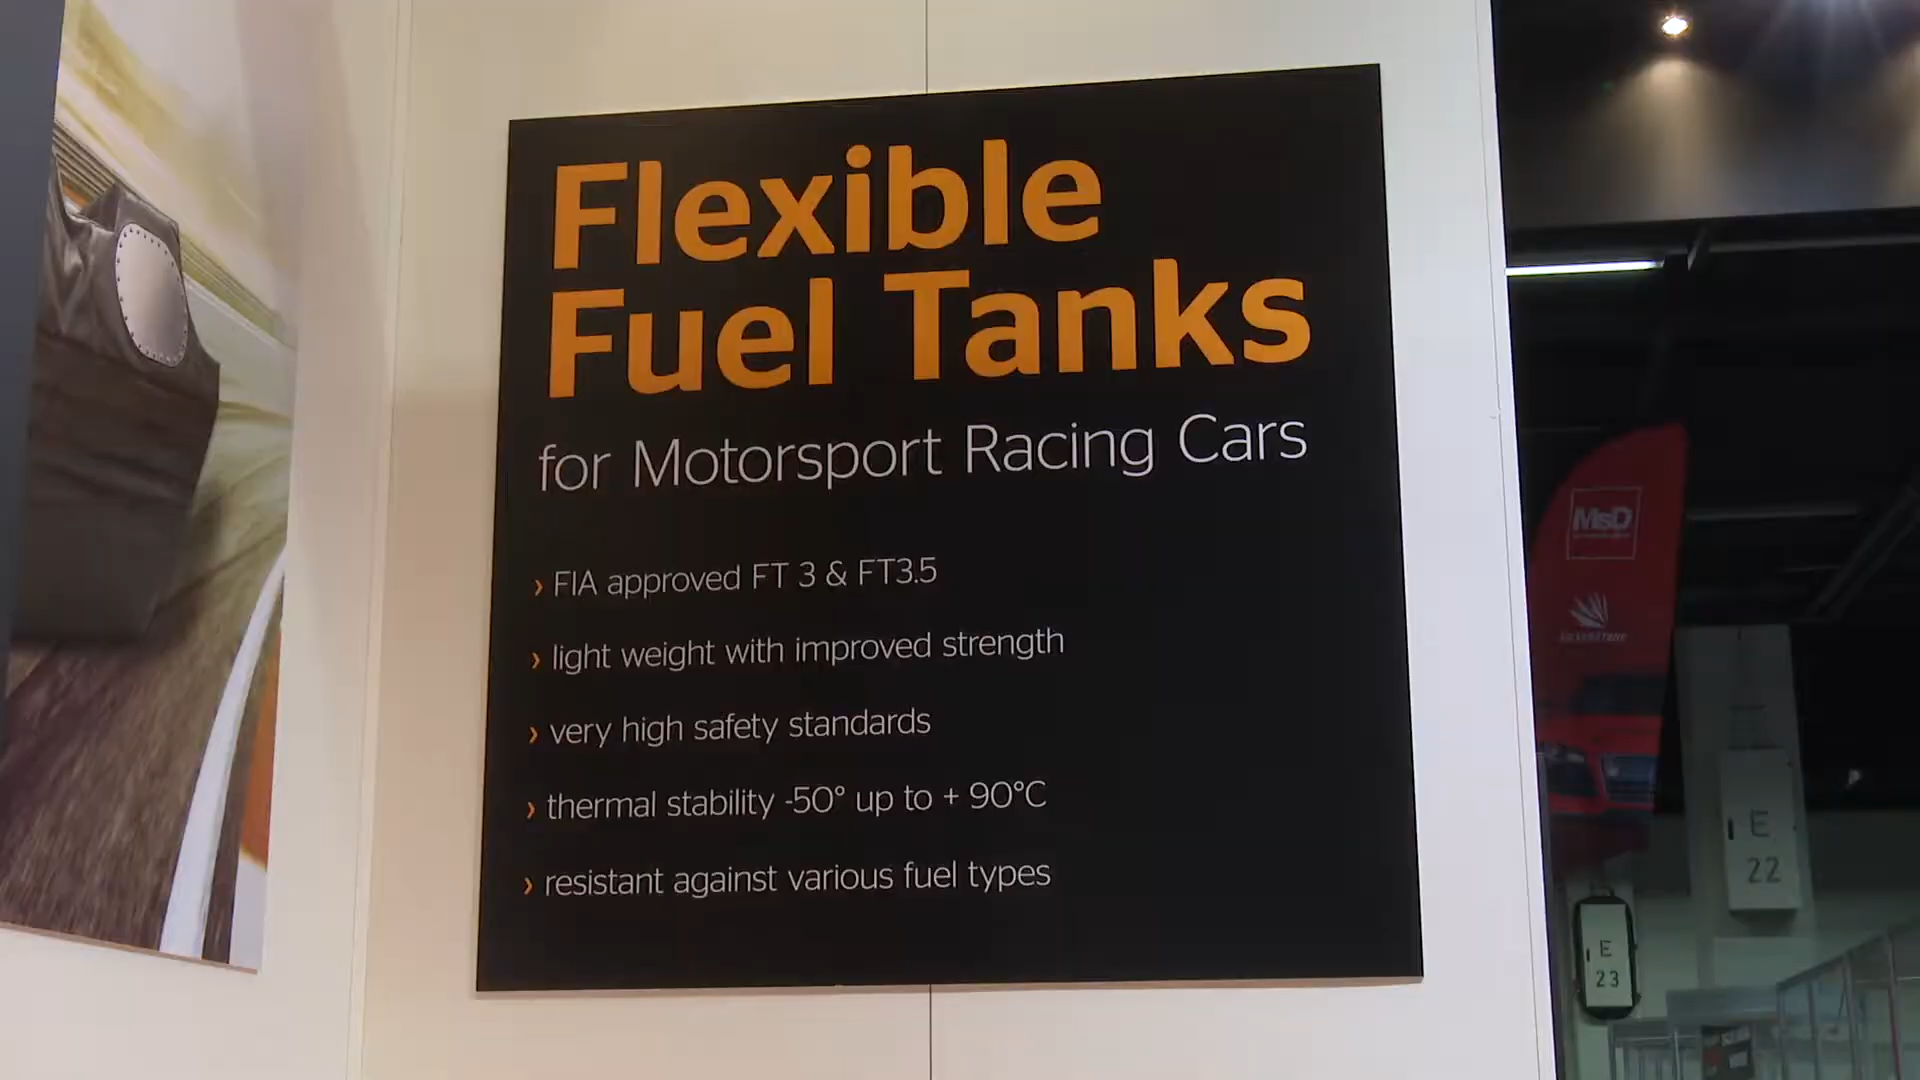 Flexible
Fuel Tanks
for Motorsport Racing Cars
› FIA approved FT 3 & FT3.5
› light weight with improved strength
› very high safety standards
› thermal stability -50° up to + 90°C
› resistant against various fuel types
MsD
E
22
E
23